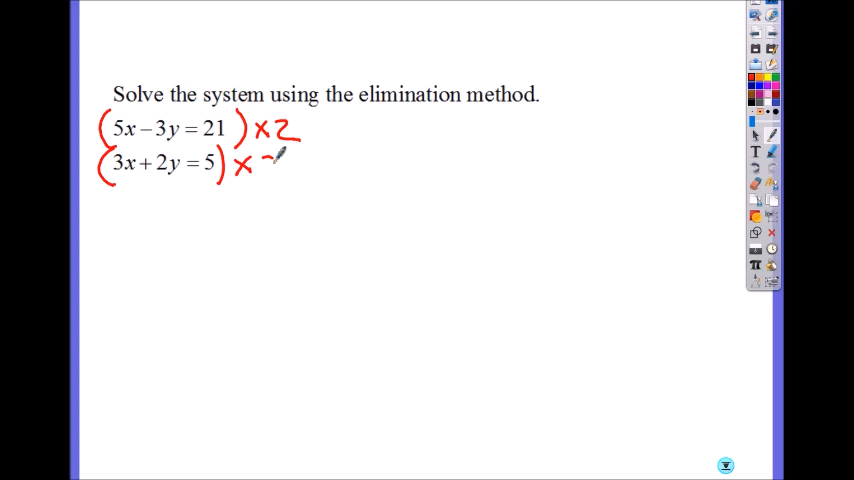 Solve the system using the elimination method.
(5x − 3y = 21) × 2
(3x + 2y = 5) ×